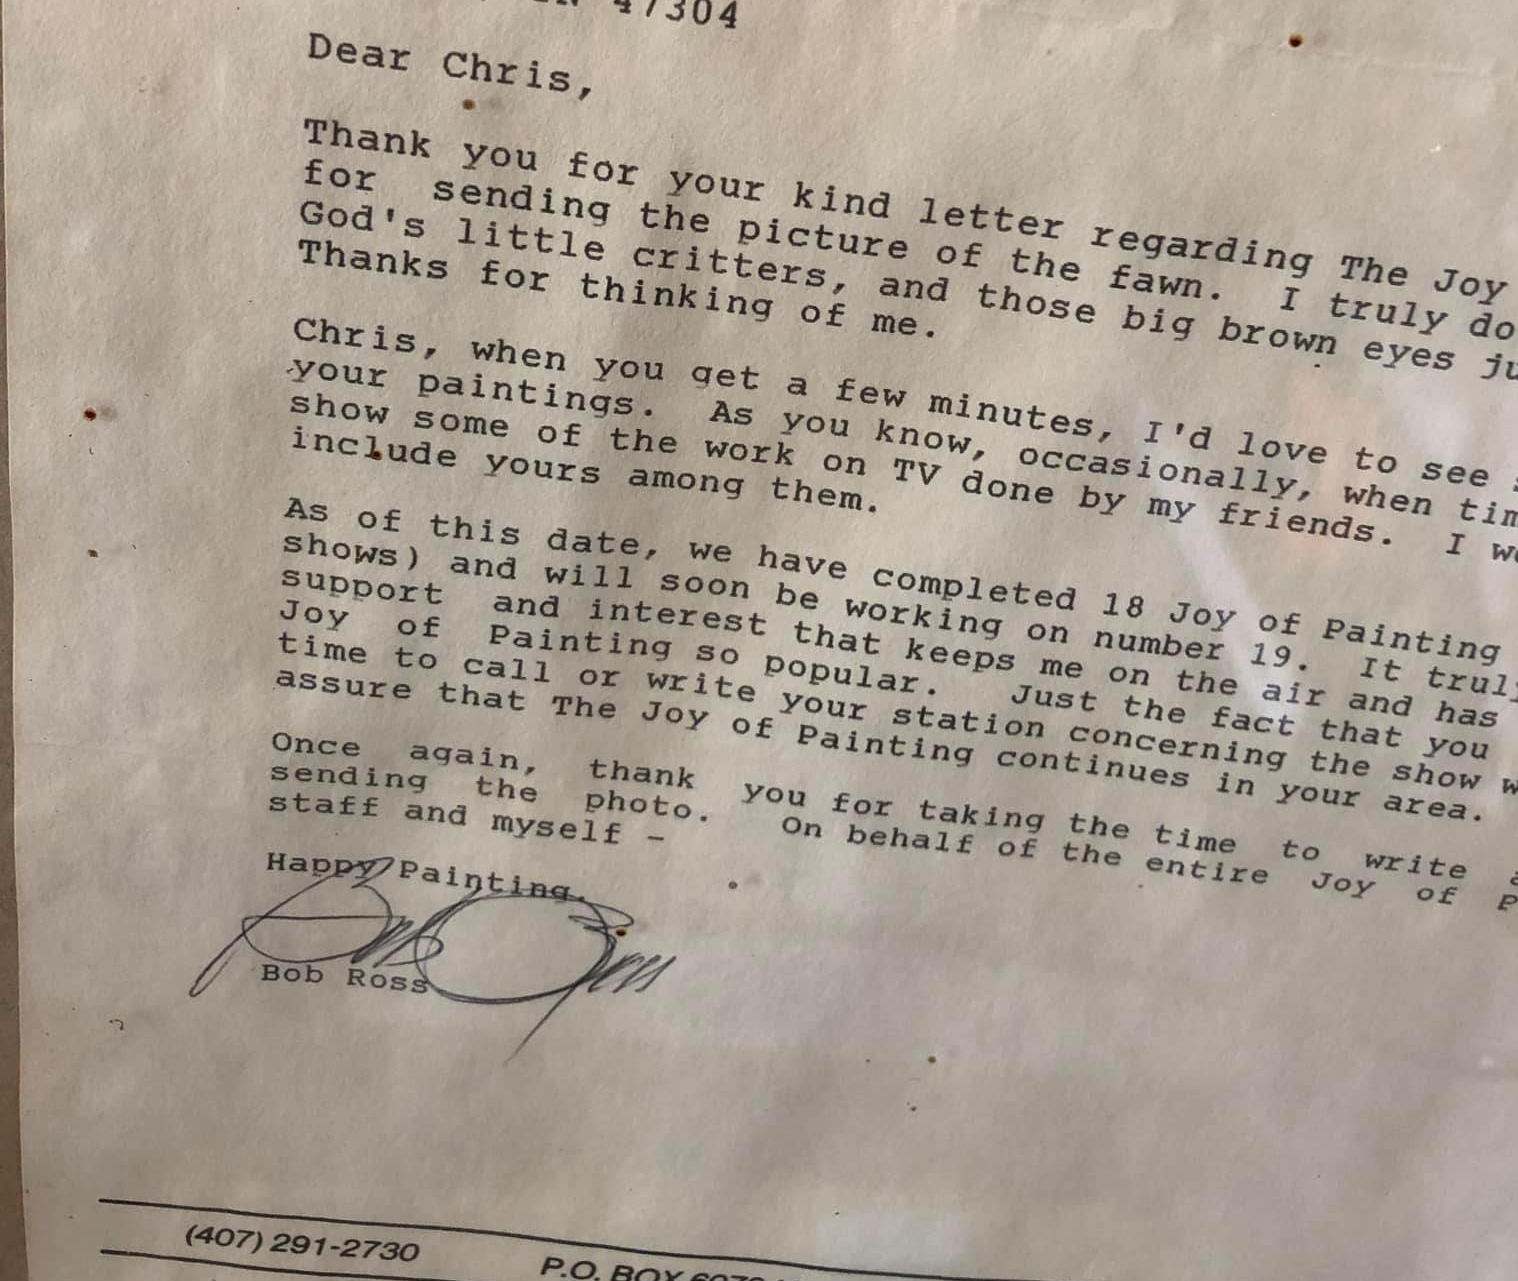 47304
Dear Chris,
Thank you for your kind letter regarding The Joy
for sending the picture of the fawn. I truly do
God's little critters, and those big brown eyes
Thanks for thinking of me.
Chris, when you get a few minutes, I'd love to see
your paintings. As you know, occasionally, when
show some of the work on TV done by my friends. I
include yours among them.
As of this date, we have completed 18 Joy of Painting
shows) and will soon be working on number 19. It
support and interest that keeps me on the air and has
Joy of Painting so popular. Just the fact that you
time to call or write your station concerning the show
assure that The Joy of Painting continues in your area.
Once again, thank you for taking the time to write
sending the photo. On behalf of the entire Joy of
staff and myself -
Happy Painting,
Bob Ross
Bob Ross
(407) 291-2730
P.O. BOX